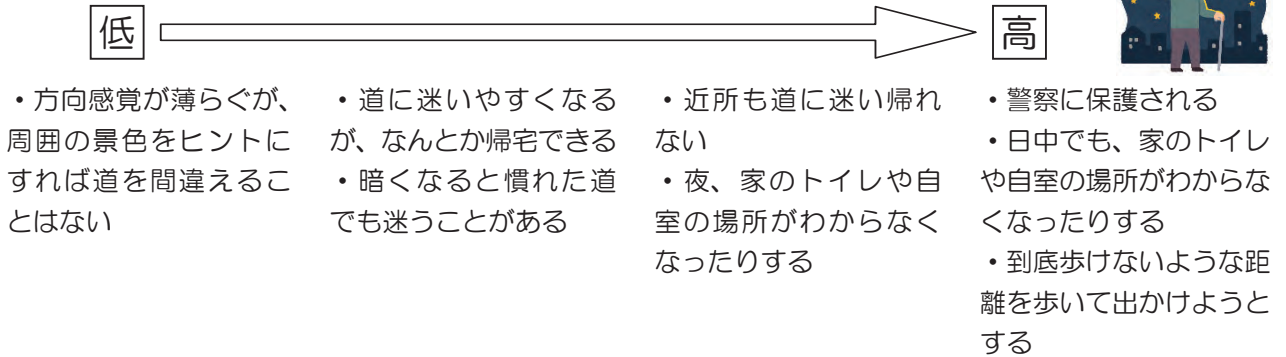 低
高
・方向感覚が薄らぐが、
周囲の景色をヒントに
すれば道を間違えるこ
とはない
・道に迷いやすくなる
が、なんとか帰宅できる
・暗くなると慣れた道
でも迷うことがある
・近所も道に迷い帰れ
ない
・夜、家のトイレや自
室の場所がわからなく
なったりする
・警察に保護される
・日中でも、家のトイレ
や自室の場所がわからな
くなったりする
・到底歩けないような距
離を歩いて出かけようと
する